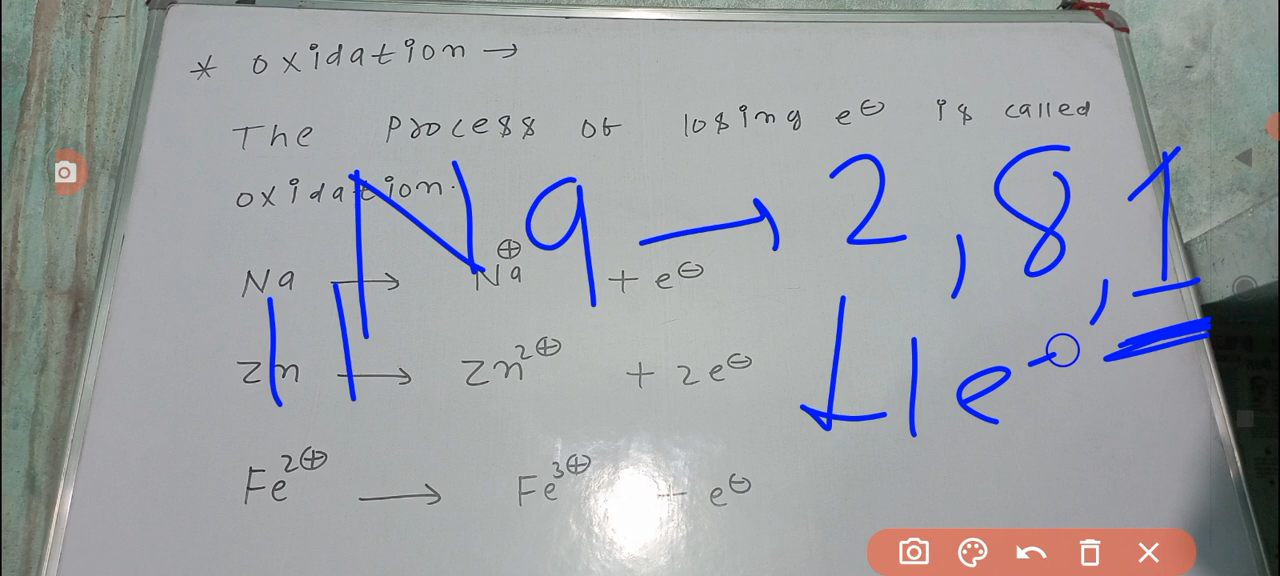 * oxidation →
The process of losing e⊖ is called
oxidation.
Na → Na⊕ + e⊖
Zn → Zn²⊕ + 2e⊖
Fe²⊕ → Fe³⊕ + e⊖
Na → 2, 8, 1
1e-